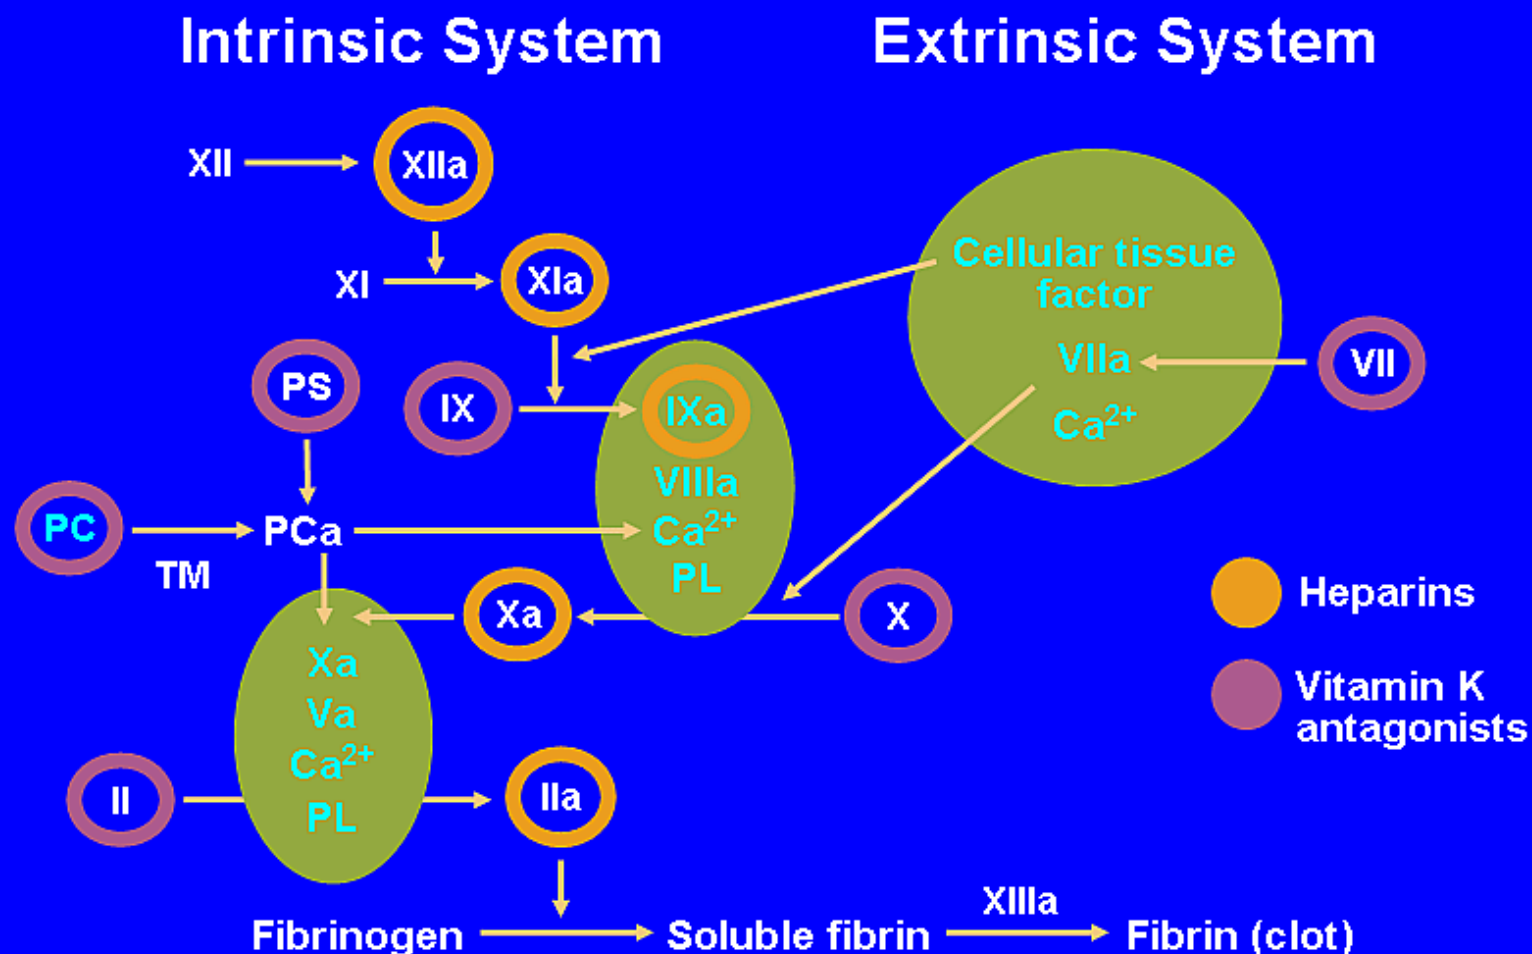 Intrinsic System
Extrinsic System
XII
XIIa
XI
XIa
Cellular tissue
factor
VIIa
VII
Ca²⁺
PS
IX
IXa
VIIIa
Ca²⁺
PL
PC
TM
PCa
Xa
X
Heparins
Vitamin K
antagonists
Xa
Va
Ca²⁺
PL
II
IIa
XIIIa
Fibrinogen
Soluble fibrin
Fibrin (clot)